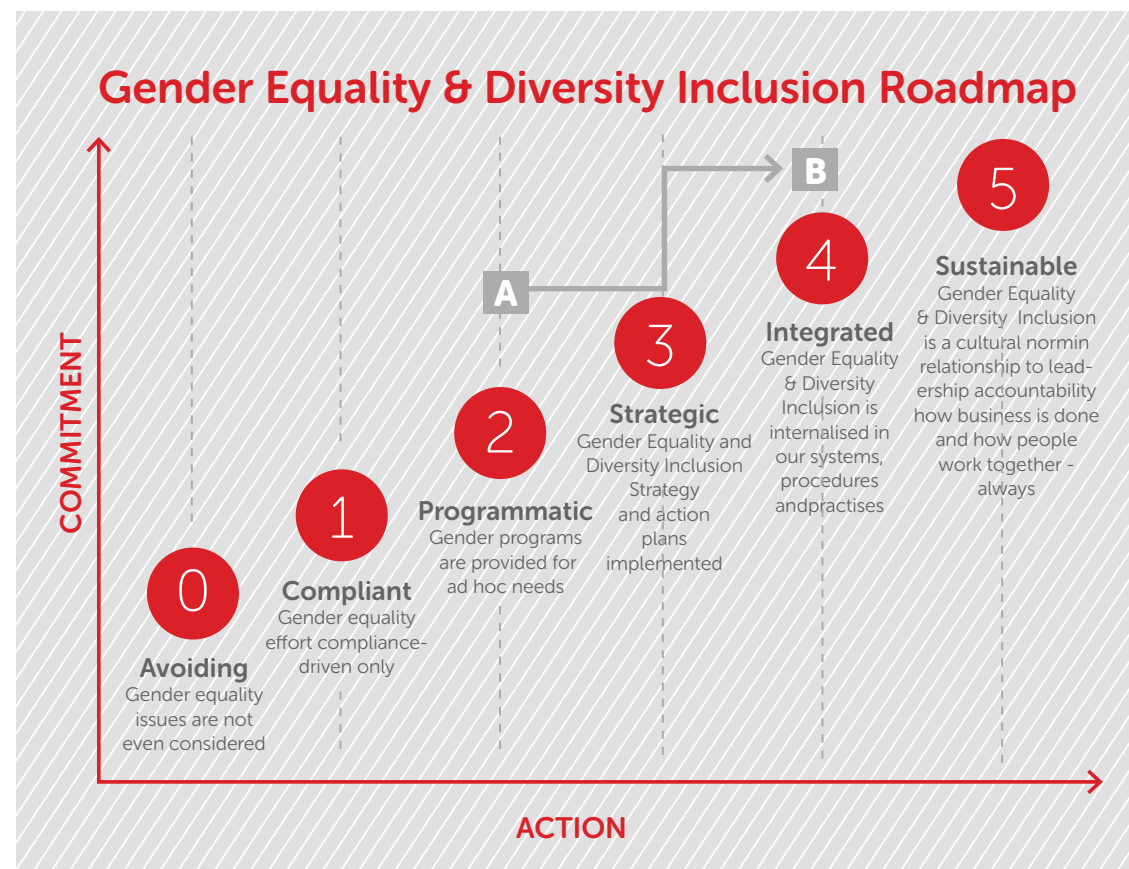 Gender Equality & Diversity Inclusion Roadmap
COMMITMENT
A
B
0
Avoiding
Gender equality
issues are not
even considered
1
Compliant
Gender equality
effort compliance-
driven only
2
Programmatic
Gender programs
are provided for
ad hoc needs
3
Strategic
Gender Equality and
Diversity Inclusion
Strategy
and action
plans
implemented
4
Integrated
Gender Equality
& Diversity
Inclusion is
internalised in
our systems,
procedures
andpractises
5
Sustainable
Gender Equality
& Diversity Inclusion
is a cultural normin
relationship to lead-
ership accountability
how business is done
and how people
work together -
always
ACTION